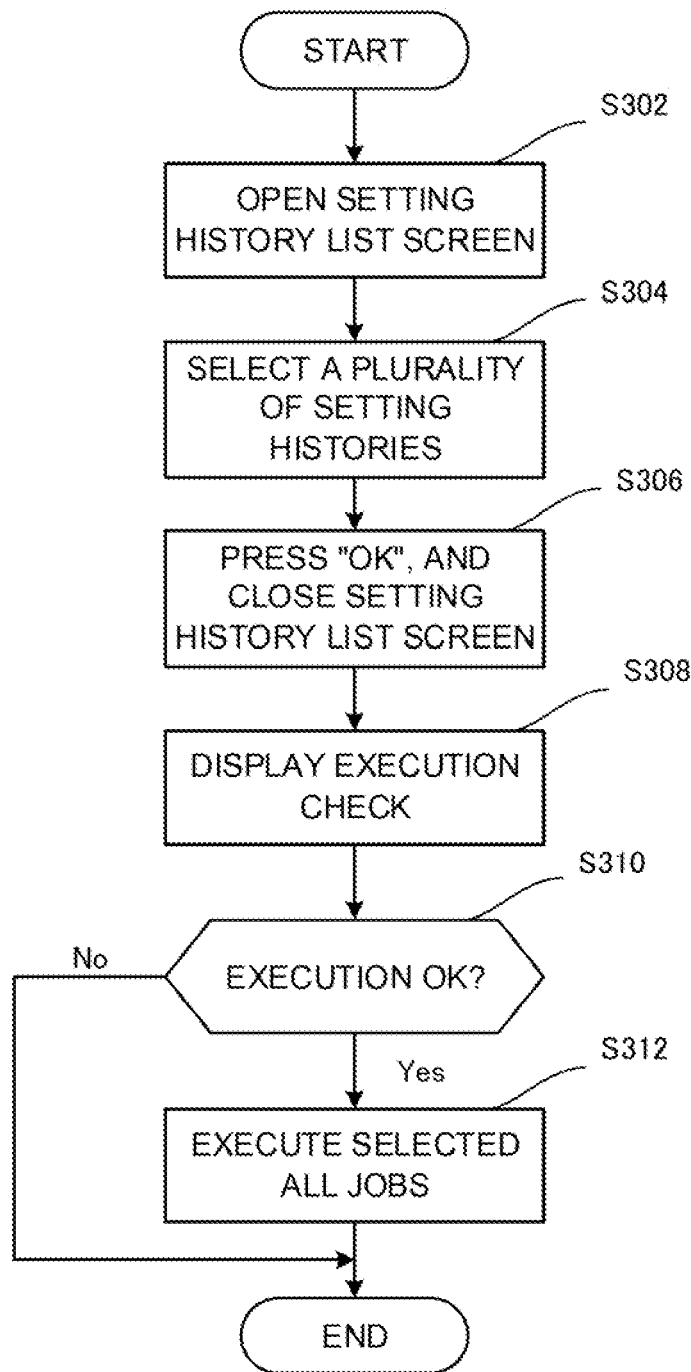 START
S302
OPEN SETTING
HISTORY LIST SCREEN
S304
SELECT A PLURALITY
OF SETTING
HISTORIES
S306
PRESS "OK", AND
CLOSE SETTING
HISTORY LIST SCREEN
S308
DISPLAY EXECUTION
CHECK
S310
No
EXECUTION OK?
Yes
S312
EXECUTE SELECTED
ALL JOBS
END